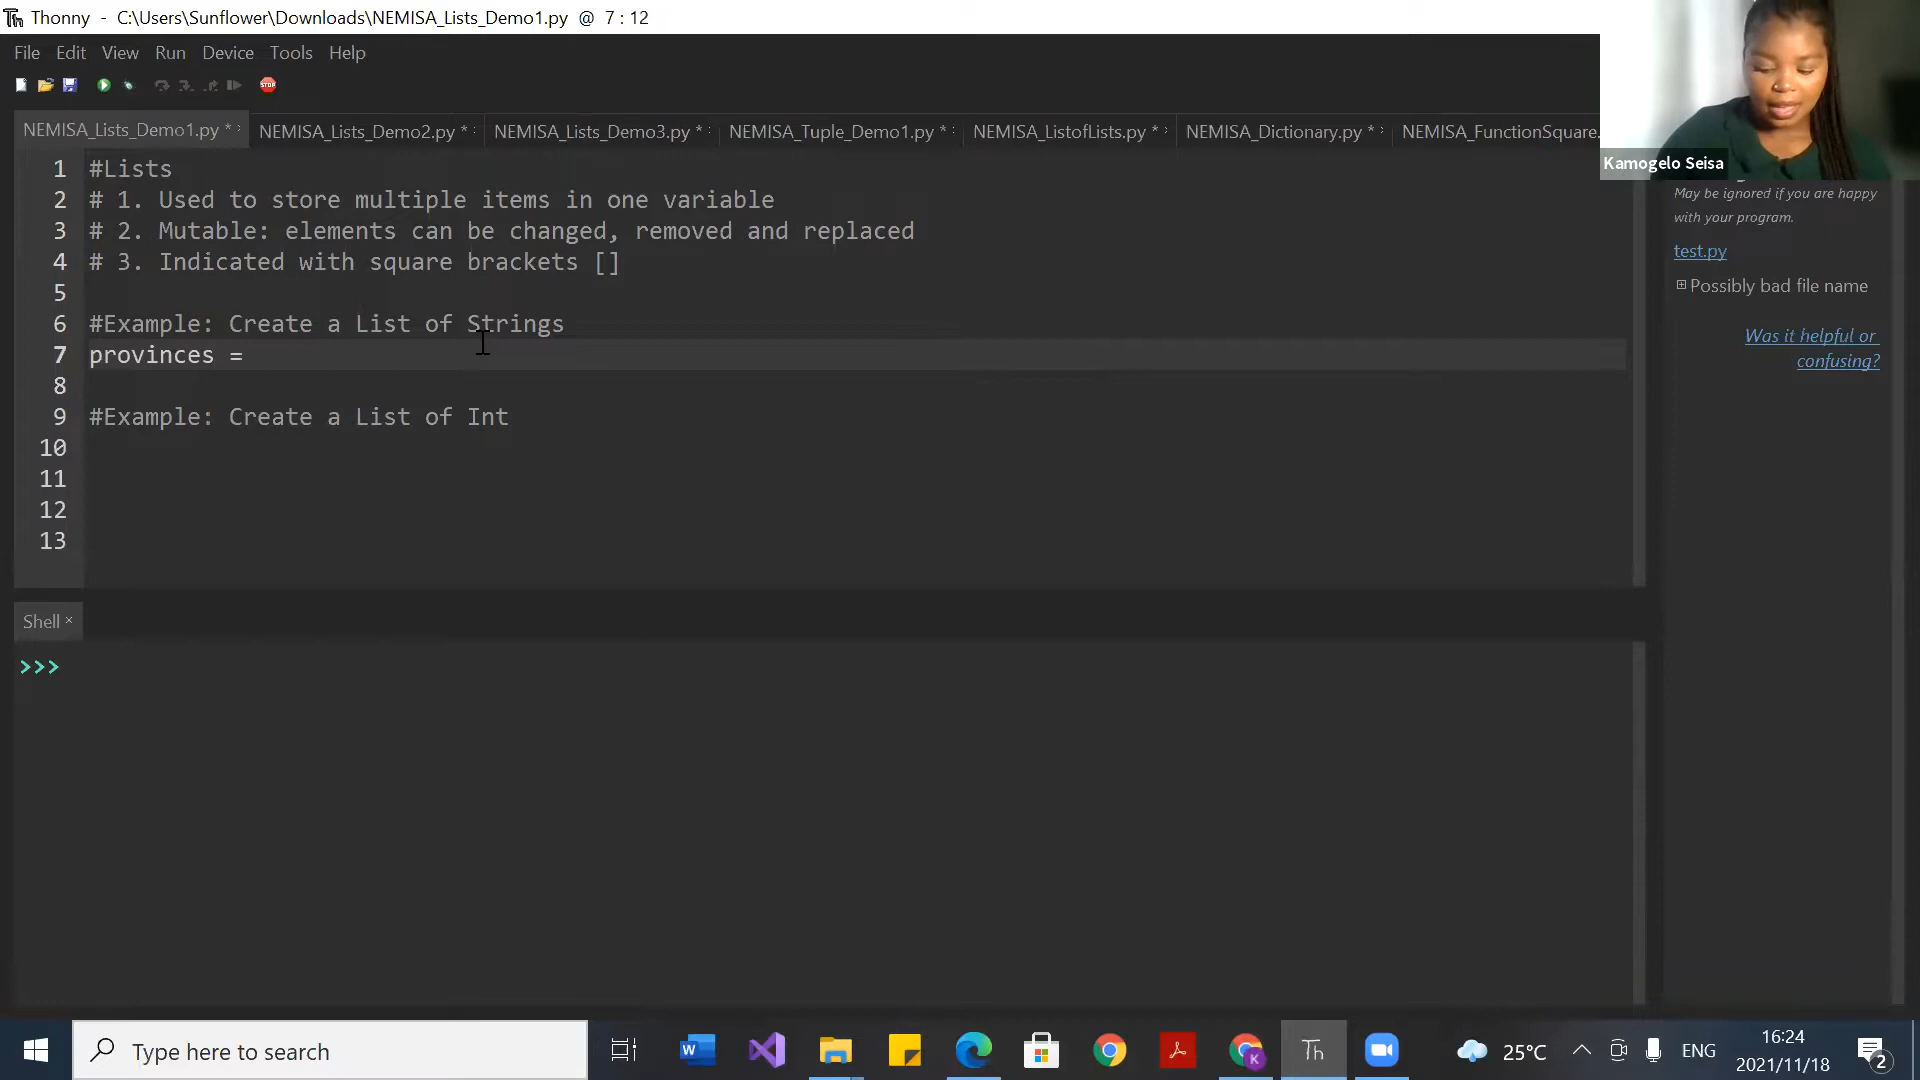 Thonny - C:\Users\Sunflower\Downloads\NEMISA_Lists_Demo1.py @ 7 : 12
File Edit View Run Device Tools Help
STOP
NEMISA_Lists_Demo1.py * NEMISA_Lists_Demo2.py * NEMISA_Lists_Demo3.py * NEMISA_Tuple_Demo1.py * NEMISA_ListofLists.py * NEMISA_Dictionary.py * NEMISA_FunctionSquare.
Kamogelo Seisa
1 #Lists
2 # 1. Used to store multiple items in one variable
3 # 2. Mutable: elements can be changed, removed and replaced
4 # 3. Indicated with square brackets []
5
6 #Example: Create a List of Strings
7 provinces =
8
9 #Example: Create a List of Int
10
11
12
13
May be ignored if you are happy
with your program.
test.py
Possibly bad file name
Was it helpful or
confusing?
Shell ×
>>>
Type here to search
Th
25°C
ENG
16:24
2021/11/18
2